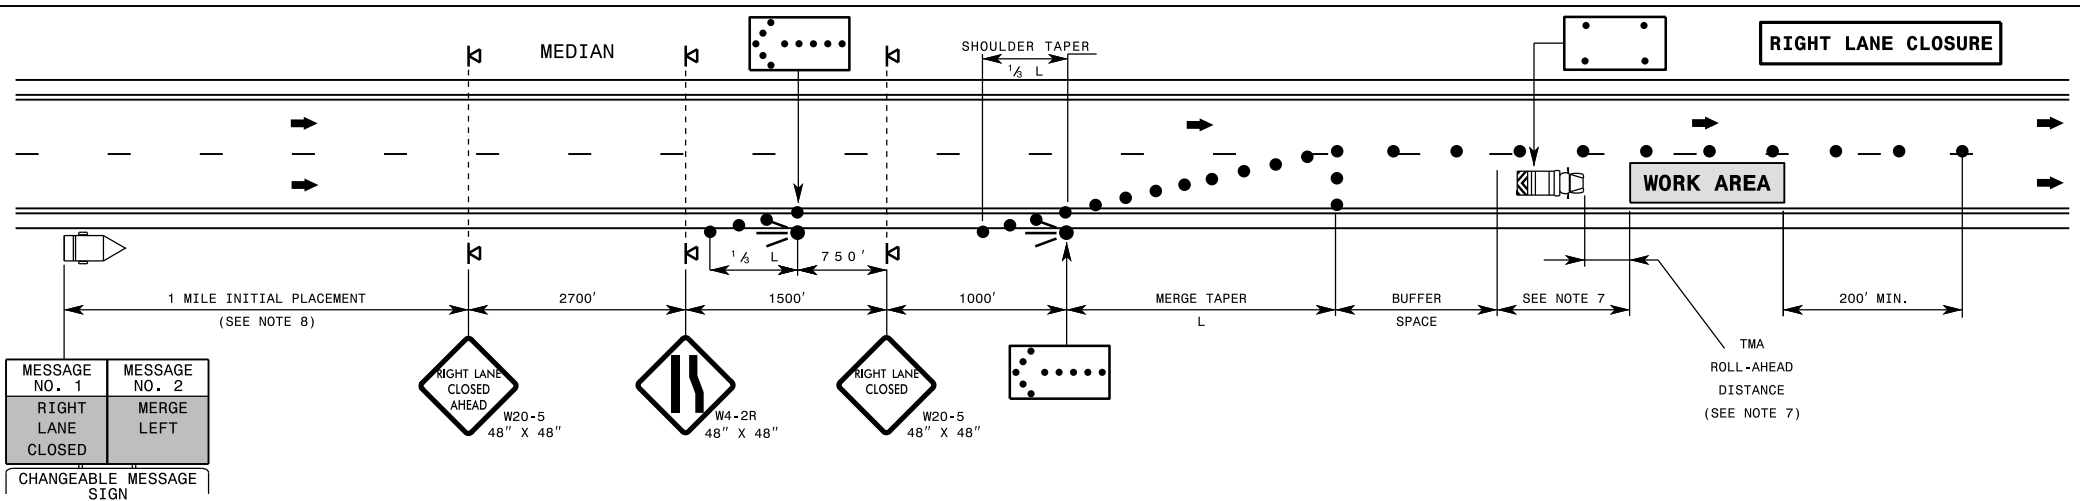 MEDIAN
SHOULDER TAPER
1/3 L
RIGHT LANE CLOSURE
WORK AREA
1/3 L
750'
1 MILE INITIAL PLACEMENT
(SEE NOTE 8)
2700'
1500'
1000'
MERGE TAPER
L
BUFFER
SPACE
SEE NOTE 7
200' MIN.
TMA
ROLL-AHEAD
DISTANCE
(SEE NOTE 7)
MESSAGE
NO. 1
MESSAGE
NO. 2
RIGHT
LANE
CLOSED
MERGE
LEFT
CHANGEABLE MESSAGE
SIGN
RIGHT LANE
CLOSED
AHEAD
W20-5
48" X 48"
W4-2R
48" X 48"
RIGHT LANE
CLOSED
W20-5
48" X 48"